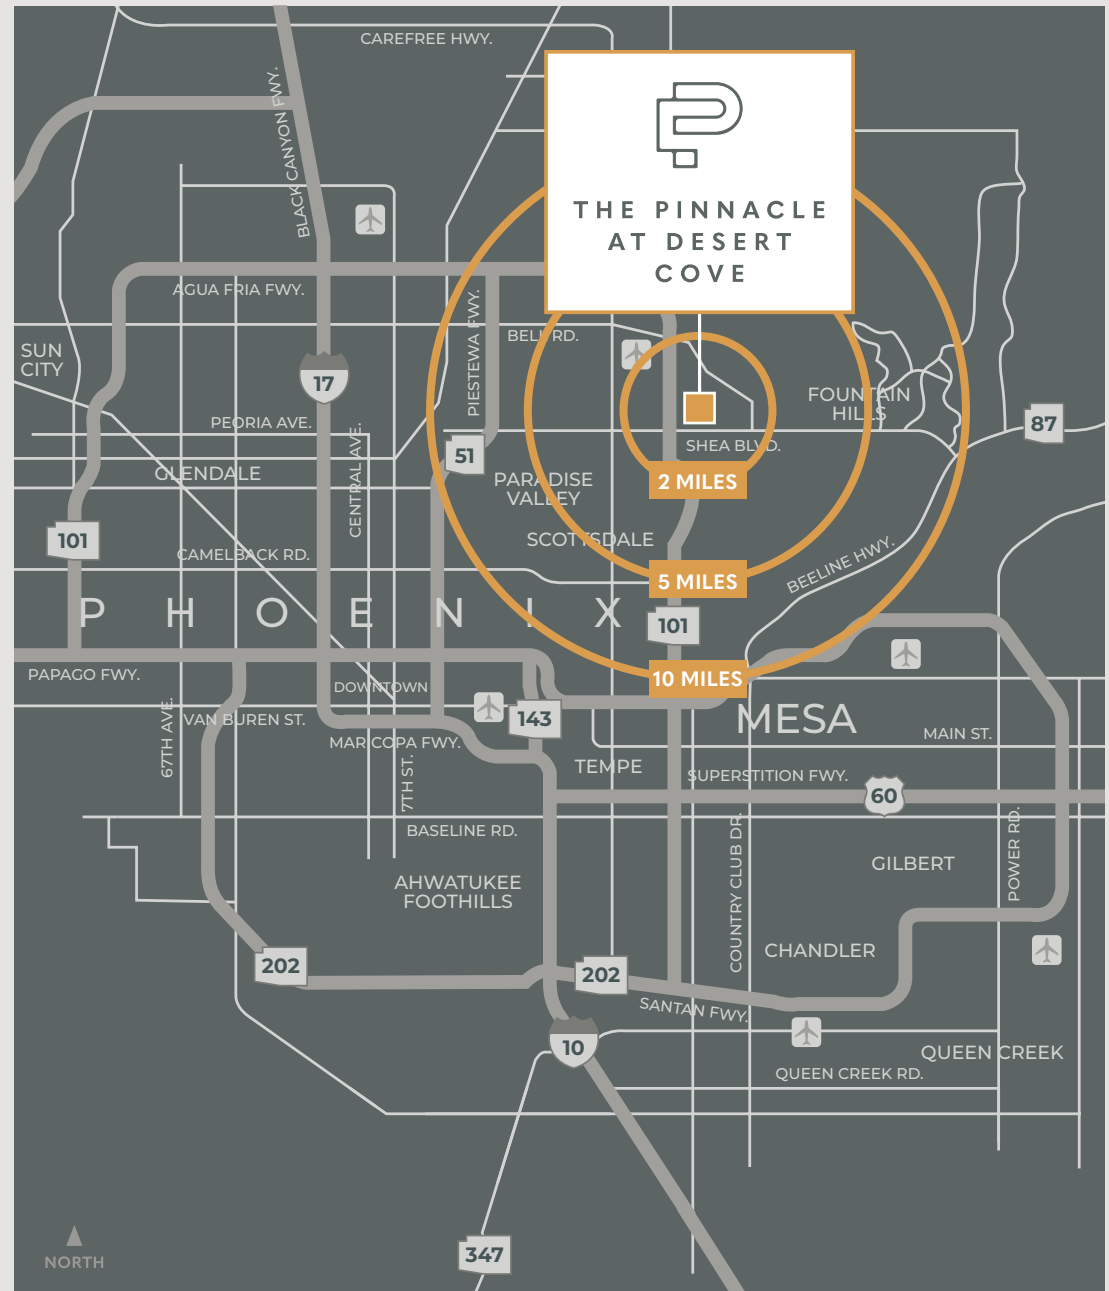 CAREFREE HWY.
BLACK CANYON FWY.
THE PINNACLE
AT DESERT
COVE
AGUA FRIA FWY.
PIESTEWA FWY.
BELL RD.
SUN
CITY
17
FOUNTAIN
HILLS
PEORIA AVE.
87
CENTRAL AVE.
51
SHEA BLVD.
GLENDALE
PARADISE
VALLEY
2 MILES
101
SCOTTSDALE
CAMELBACK RD.
BEELINE HWY.
5 MILES
PHOENIX
101
PAPAGO FWY.
DOWNTOWN
10 MILES
67TH AVE.
VAN BUREN ST.
143
MESA
MARICOPA FWY.
MAIN ST.
7TH ST.
TEMPE
SUPERSTITION FWY.
60
BASELINE RD.
COUNTRY CLUB DR.
POWER RD.
GILBERT
AHWATUKEE
FOOTHILLS
CHANDLER
202
202
SANTAN FWY.
10
QUEEN CREEK
QUEEN CREEK RD.
347
NORTH